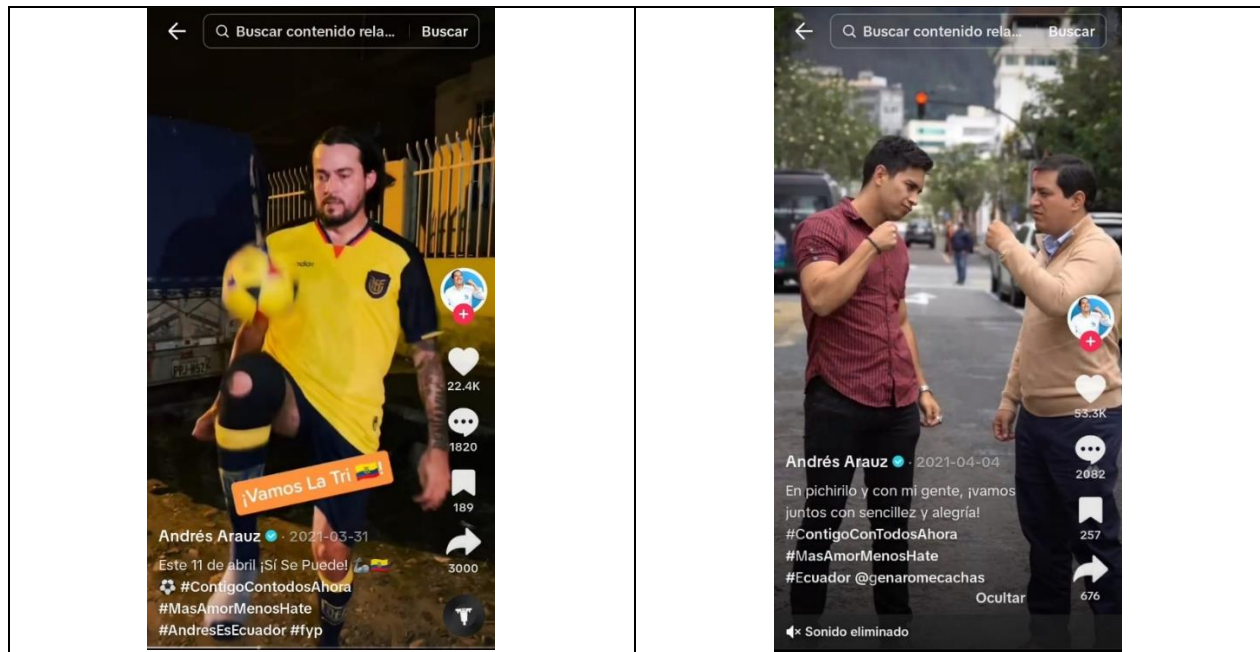 Buscar contenido rela... Buscar
¡Vamos La Tri 🇪🇨!
22.4K
1820
189
3000
Andrés Arauz · 2021-03-31
Este 11 de abril ¡Sí Se Puede! 🦾🇪🇨
⚽ #ContigoContodosAhora
#MasAmorMenosHate
#AndresEsEcuador #fyp
Buscar contenido rela... Buscar
53.3K
2082
257
676
Andrés Arauz · 2021-04-04
En pichirilo y con mi gente, ¡vamos
juntos con sencillez y alegría!
#ContigoConTodosAhora
#MasAmorMenosHate
#Ecuador @genaromecachas
Ocultar
Sonido eliminado